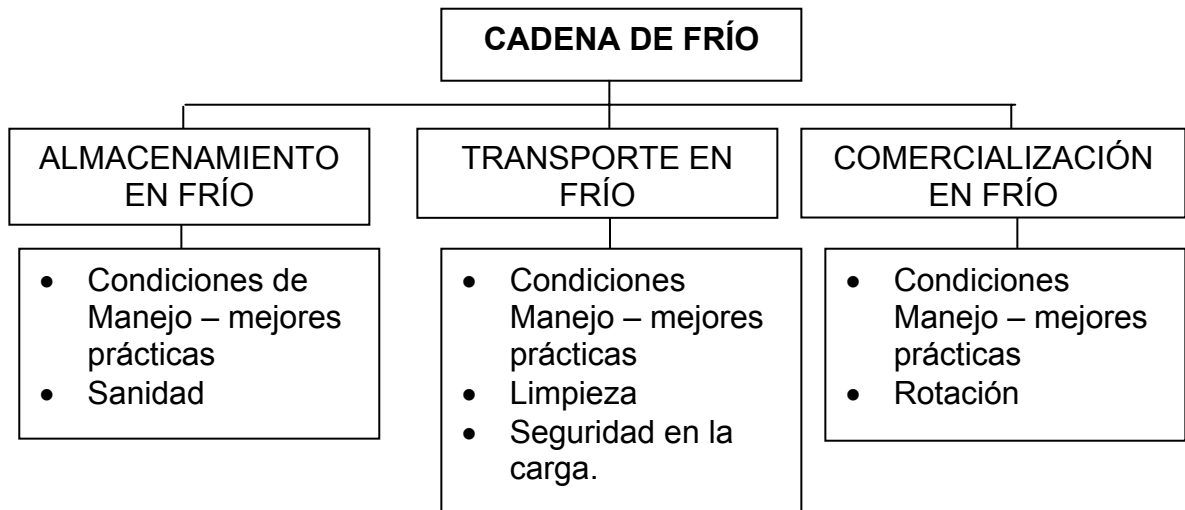 CADENA DE FRÍO
ALMACENAMIENTO
EN FRÍO
• Condiciones de
Manejo – mejores
prácticas
• Sanidad
TRANSPORTE EN
FRÍO
• Condiciones
Manejo – mejores
prácticas
• Limpieza
• Seguridad en la
carga.
COMERCIALIZACIÓN
EN FRÍO
• Condiciones
Manejo – mejores
prácticas
• Rotación